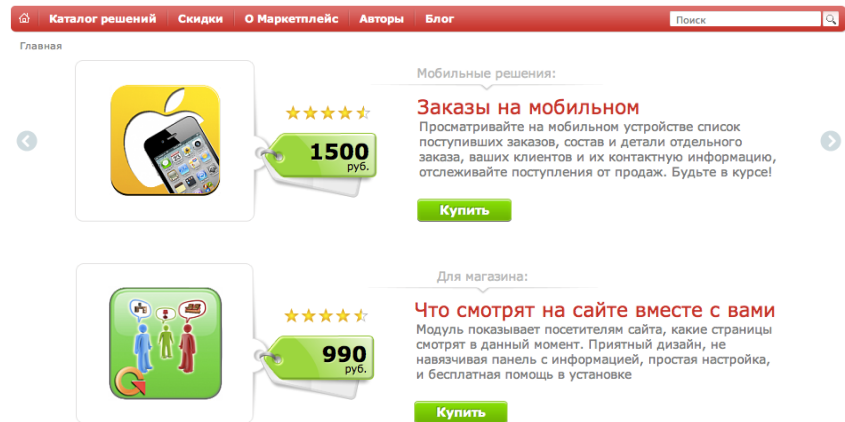 Каталог решений Скидки О Маркетплейс Авторы Блог Поиск
Главная
Мобильные решения:
Заказы на мобильном
Просматривайте на мобильном устройстве список
поступивших заказов, состав и детали отдельного
заказа, ваших клиентов и их контактную информацию,
отслеживайте поступления от продаж. Будьте в курсе!
1500
руб.
Купить
Для магазина:
Что смотрят на сайте вместе с вами
Модуль показывает посетителям сайта, какие страницы
смотрят в данный момент. Приятный дизайн, не
навязчивая панель с информацией, простая настройка,
и бесплатная помощь в установке
990
руб.
Купить